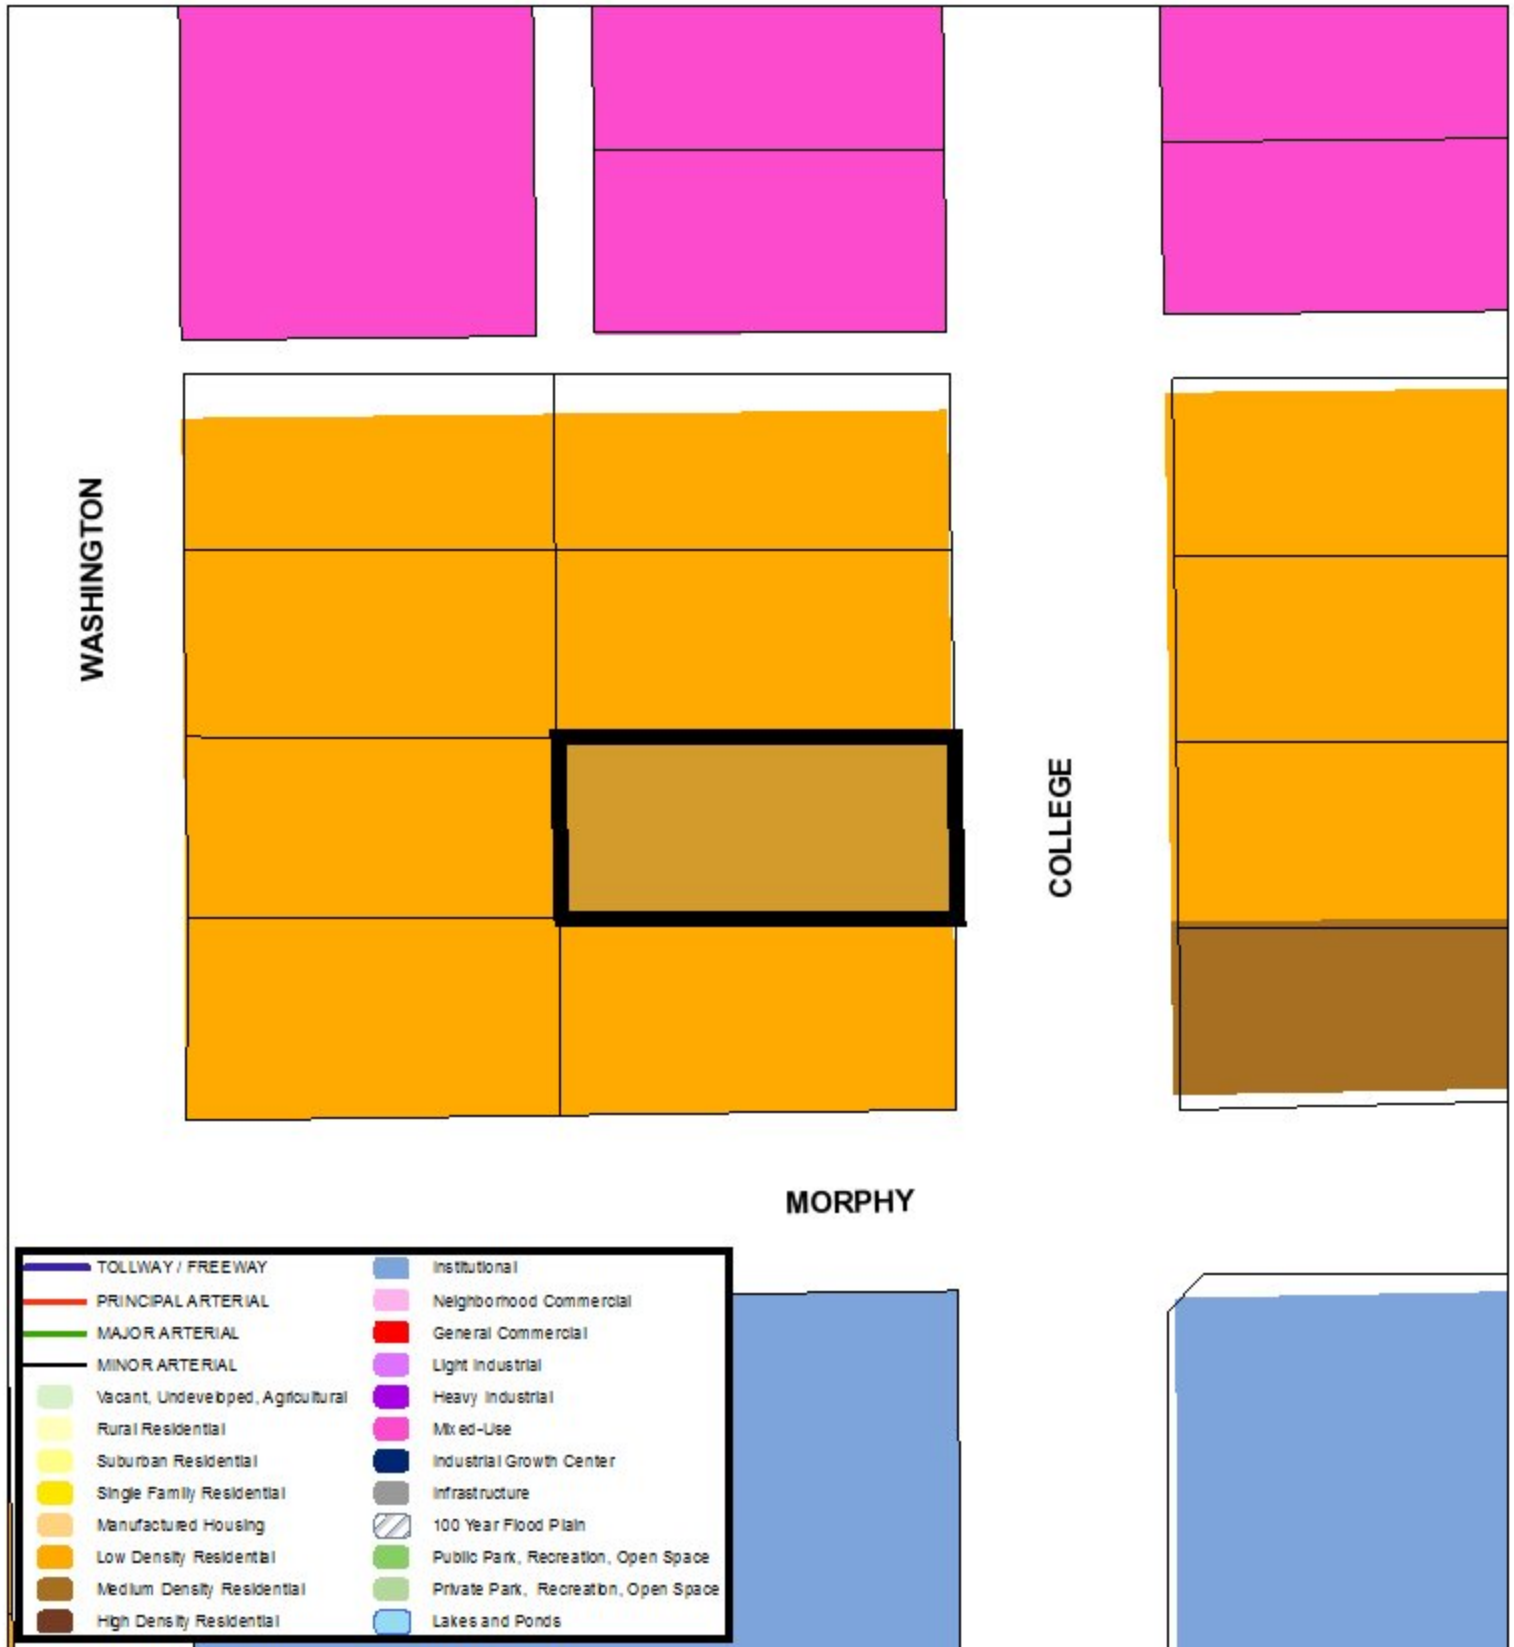 WASHINGTON
COLLEGE
MORPHY
TOLLWAY / FREEWAY
PRINCIPAL ARTERIAL
MAJOR ARTERIAL
MINOR ARTERIAL
Vacant, Undeveloped, Agricultural
Rural Residential
Suburban Residential
Single Family Residential
Manufactured Housing
Low Density Residential
Medium Density Residential
High Density Residential
Institutional
Neighborhood Commercial
General Commercial
Light Industrial
Heavy Industrial
Mixed-Use
Industrial Growth Center
Infrastructure
100 Year Flood Plain
Public Park, Recreation, Open Space
Private Park, Recreation, Open Space
Lakes and Ponds